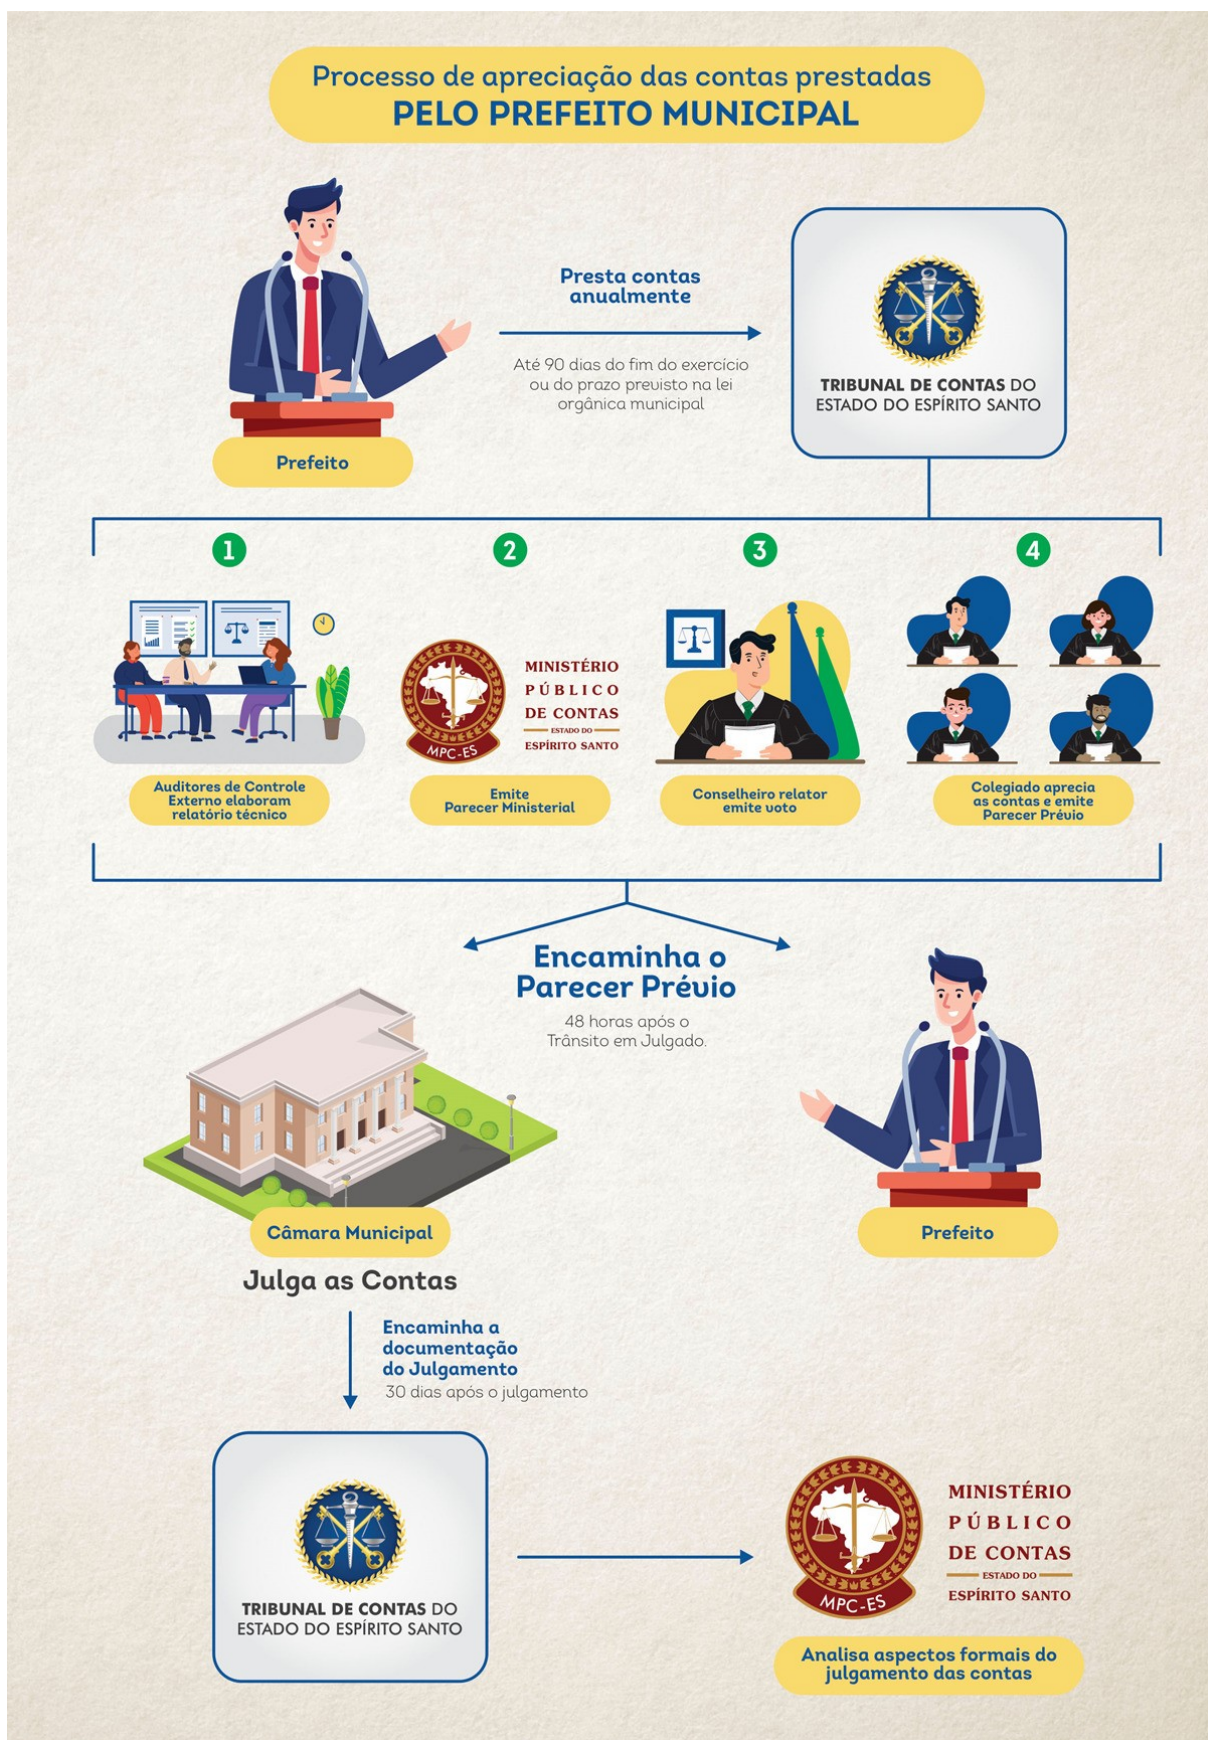 Processo de apreciação das contas prestadas
PELO PREFEITO MUNICIPAL
Presta contas
anualmente
Até 90 dias do fim do exercício
ou do prazo previsto na lei
orgânica municipal
TRIBUNAL DE CONTAS DO
ESTADO DO ESPÍRITO SANTO
Prefeito
1
2
3
4
MINISTÉRIO
PÚBLICO
DE CONTAS
ESTADO DO
ESPÍRITO SANTO
MPC-ES
Auditores de Controle
Externo elaboram
relatório técnico
Emite
Parecer Ministerial
Conselheiro relator
emite voto
Colegiado aprecia
as contas e emite
Parecer Prévio
Encaminha o
Parecer Prévio
48 horas após o
Trânsito em Julgado.
Câmara Municipal
Prefeito
Julga as Contas
Encaminha a
documentação
do Julgamento
30 dias após o julgamento
TRIBUNAL DE CONTAS DO
ESTADO DO ESPÍRITO SANTO
MINISTÉRIO
PÚBLICO
DE CONTAS
ESTADO DO
ESPÍRITO SANTO
MPC-ES
Analisa aspectos formais do
julgamento das contas